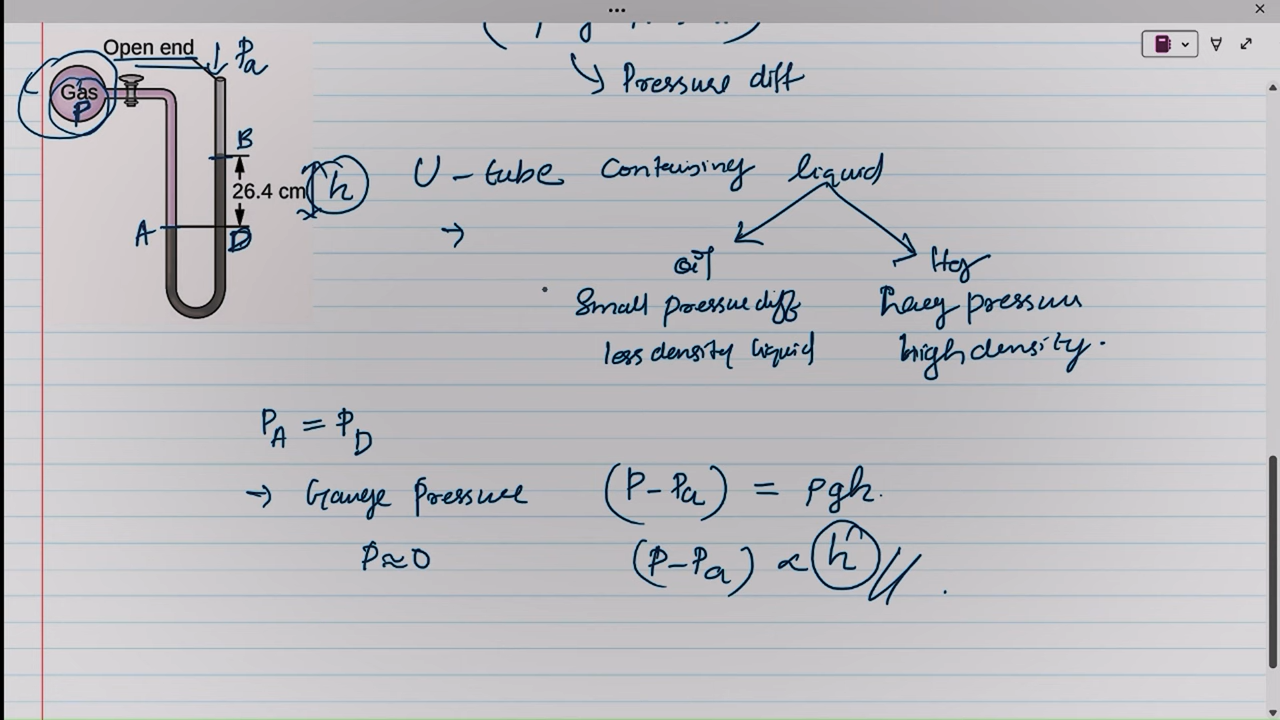 Open end Pa
Gas
P
B
26.4 cm h
A D
Pressure diff
U - tube Containing liquid
→
oil Hg
Small pressure diff pressure
less density liquid high density.
PA = PD
→ Gauge pressure (P - Pa) = ρgh.
P≈0 (P - Pa) ∝ h //